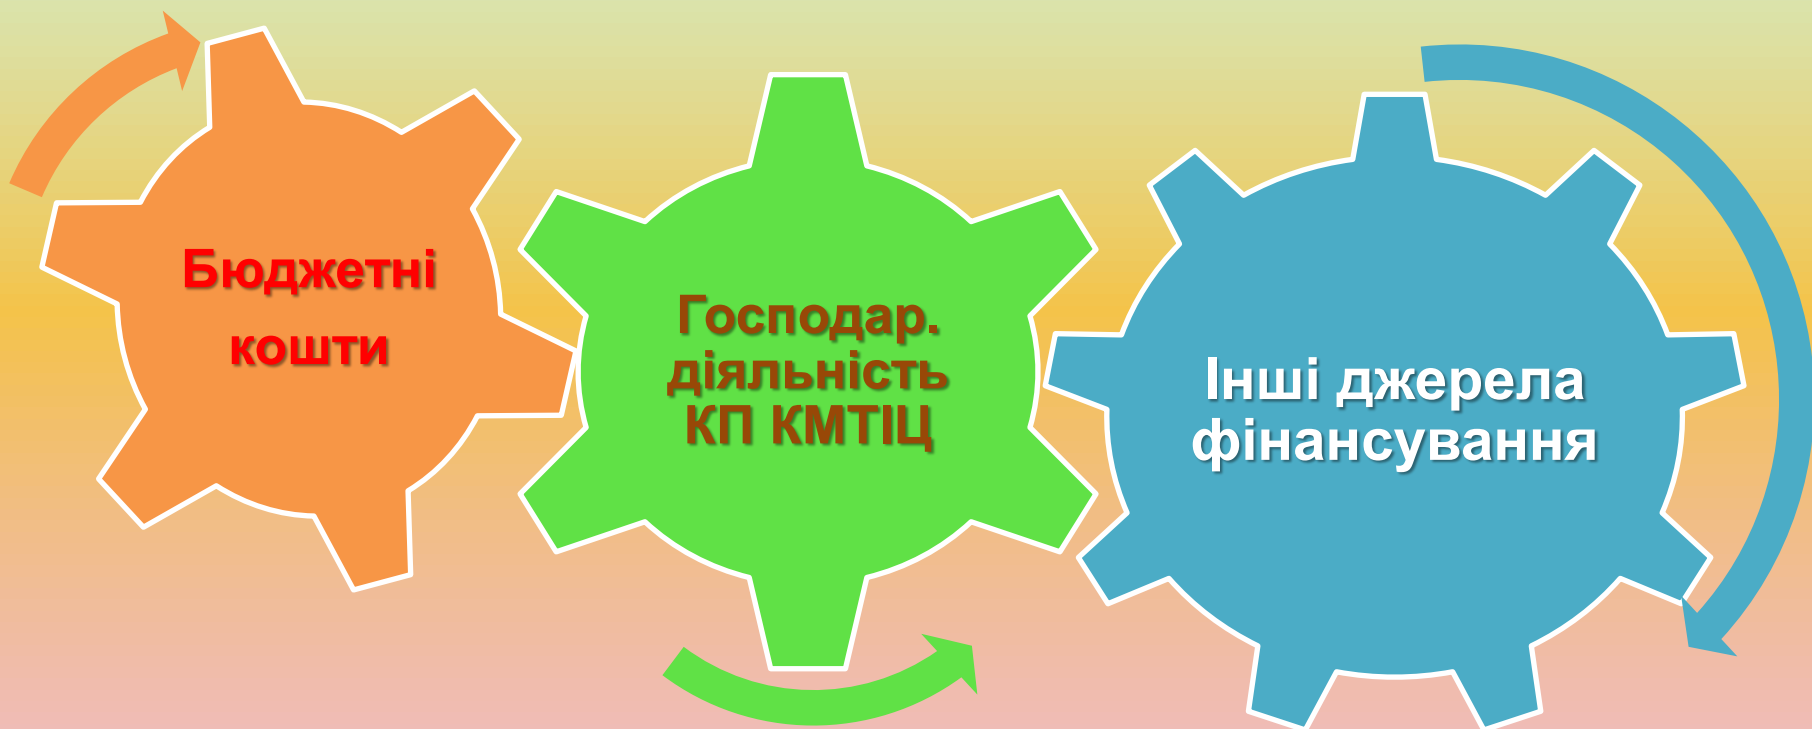 Бюджетні
кошти
Господар.
діяльність
КП КМТІЦ
Інші джерела
фінансування